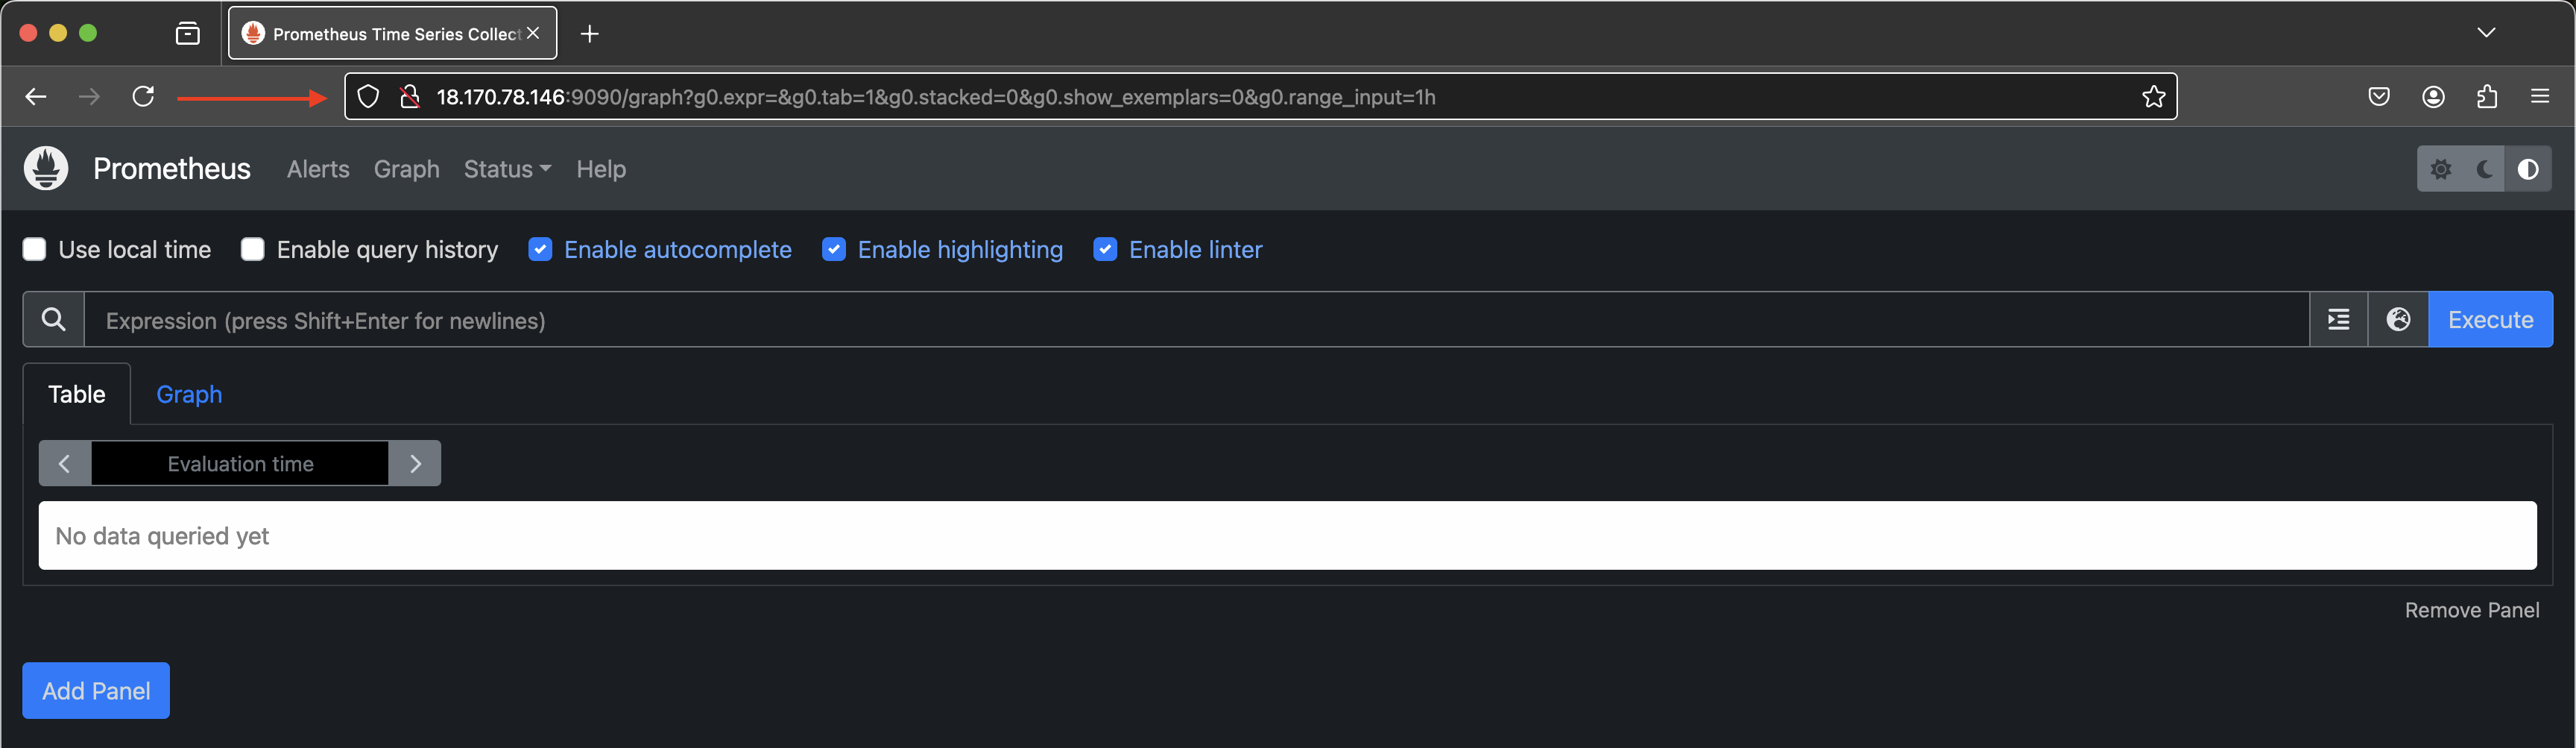 Prometheus Time Series Collect
18.170.78.146:9090/graph?g0.expr=&g0.tab=1&g0.stacked=0&g0.show_exemplars=0&g0.range_input=1h
Prometheus Alerts Graph Status Help
Use local time Enable query history Enable autocomplete Enable highlighting Enable linter
Expression (press Shift+Enter for newlines) Execute
Table Graph
Evaluation time
No data queried yet
Remove Panel
Add Panel